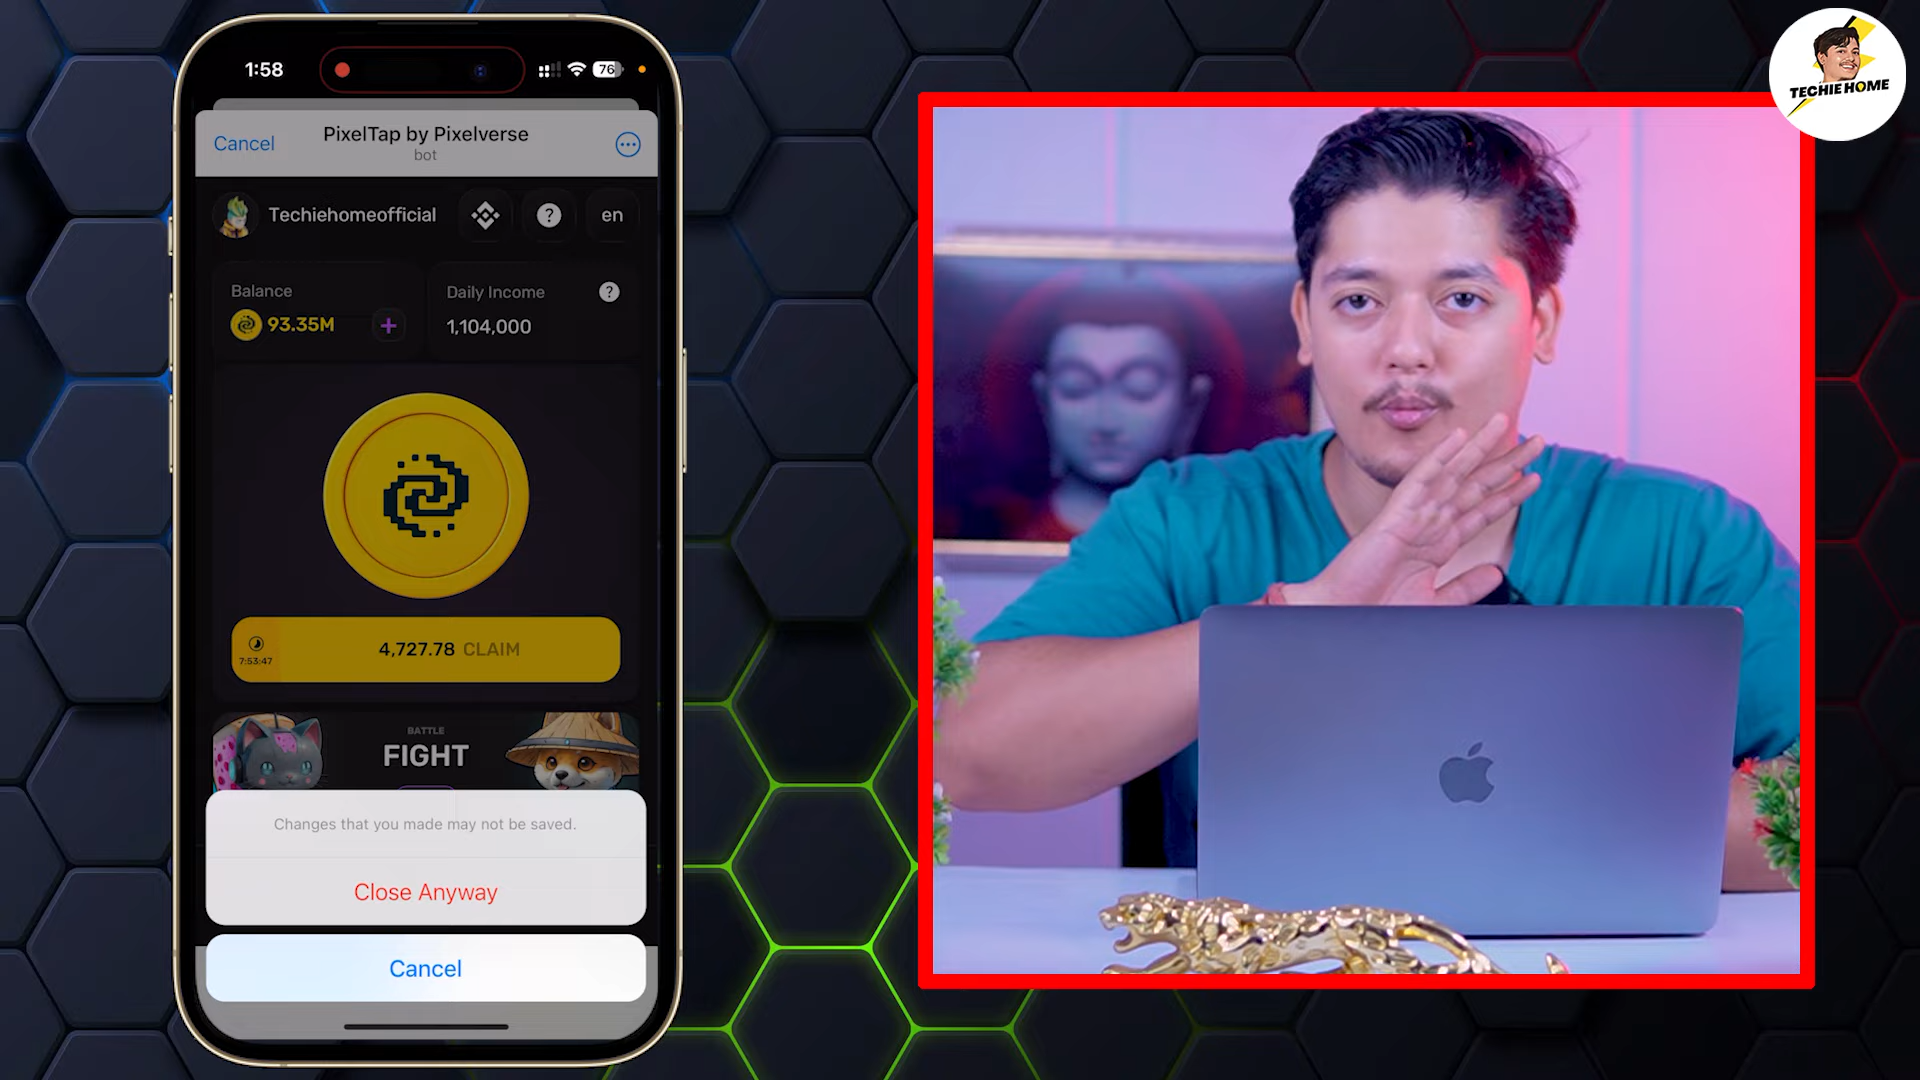 1:58
76
Cancel
PixelTap by Pixelverse
bot
Techiehomeofficial
?
en
Balance
93.35M
+
Daily Income
?
1,104,000
4,727.78 CLAIM
7:53:47
BATTLE
FIGHT
Changes that you made may not be saved.
Close Anyway
Cancel
TECHIE HOME